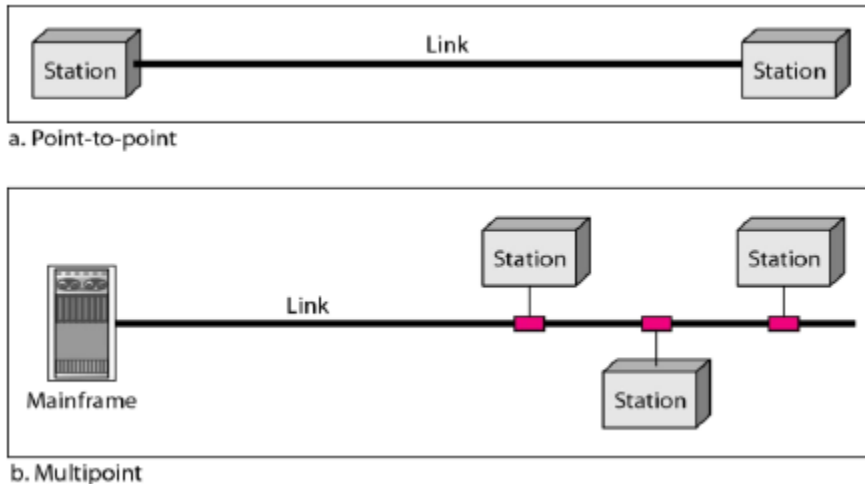 Link
Station
Station
a. Point-to-point
Station
Station
Link
Station
Mainframe
b. Multipoint